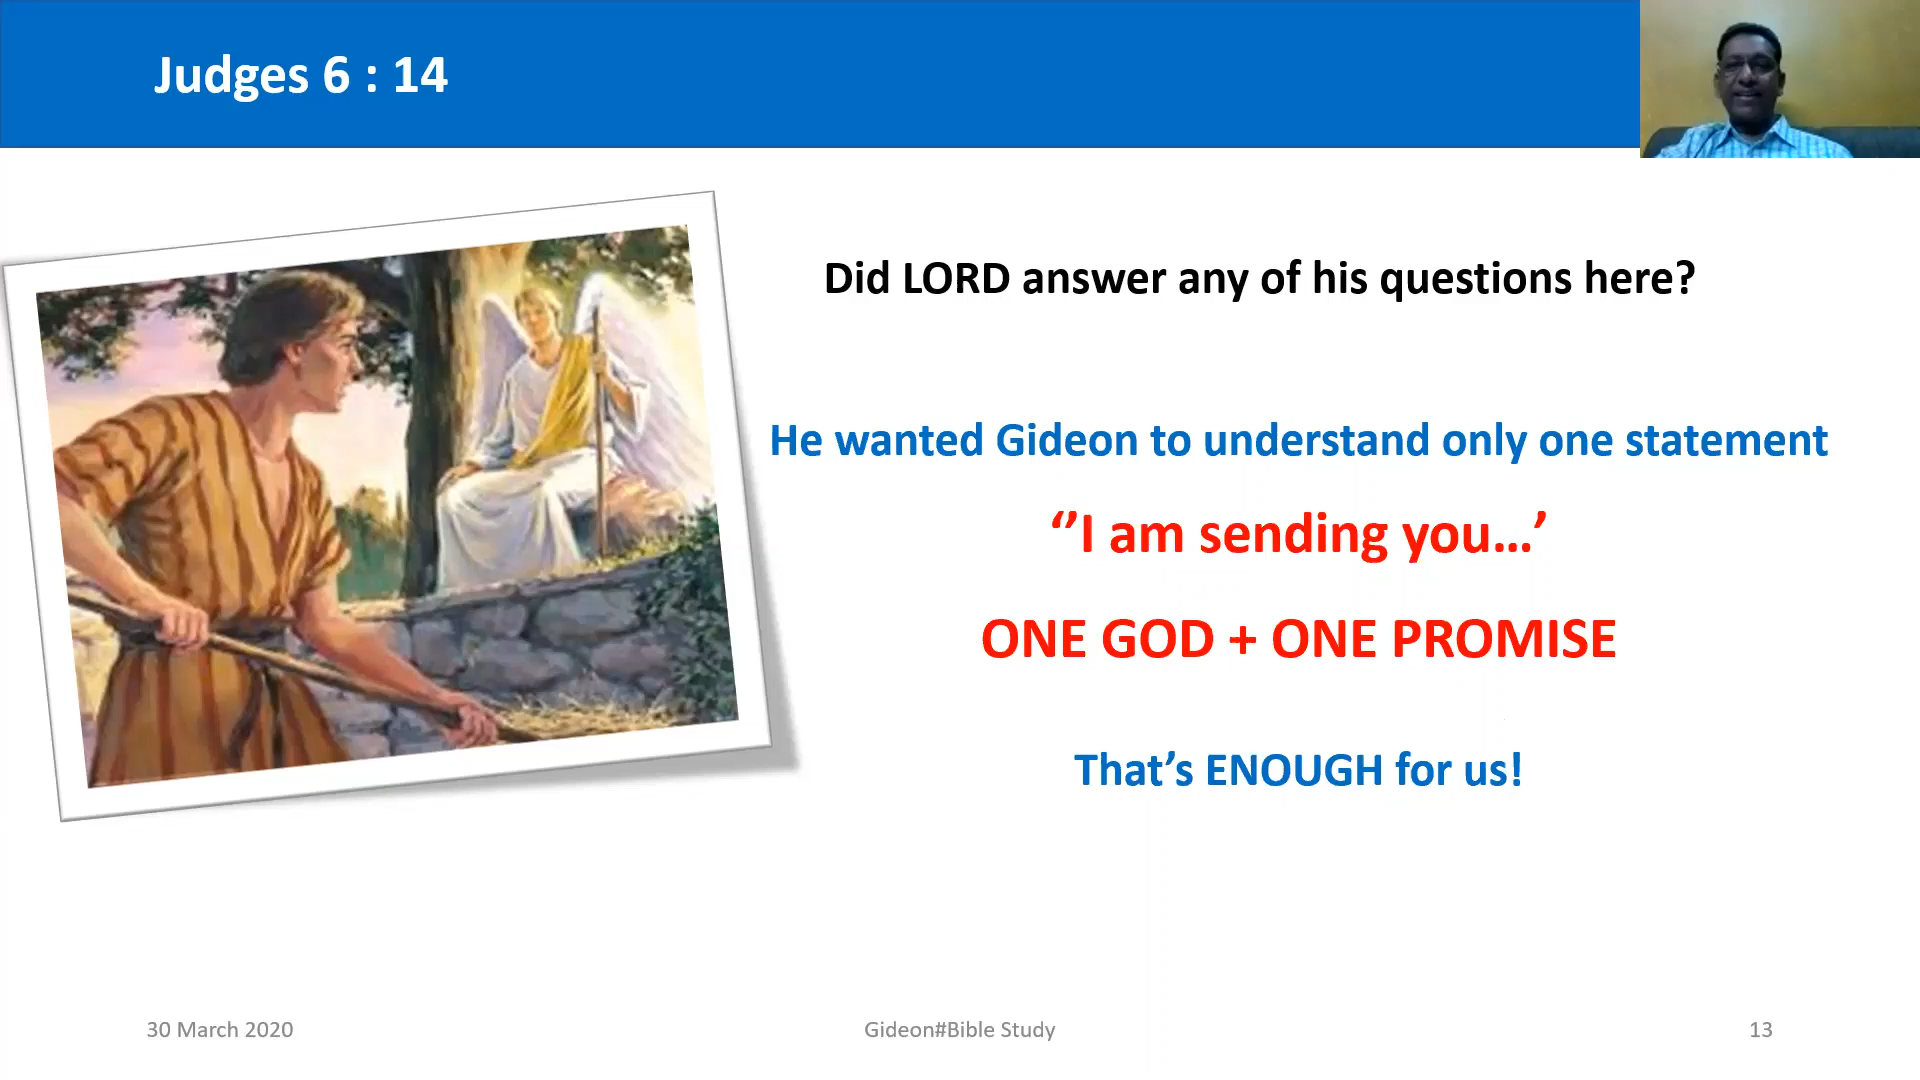 Judges 6 : 14
Did LORD answer any of his questions here?
He wanted Gideon to understand only one statement
‘’I am sending you...’
ONE GOD + ONE PROMISE
That’s ENOUGH for us!
30 March 2020
Gideon#Bible Study
13